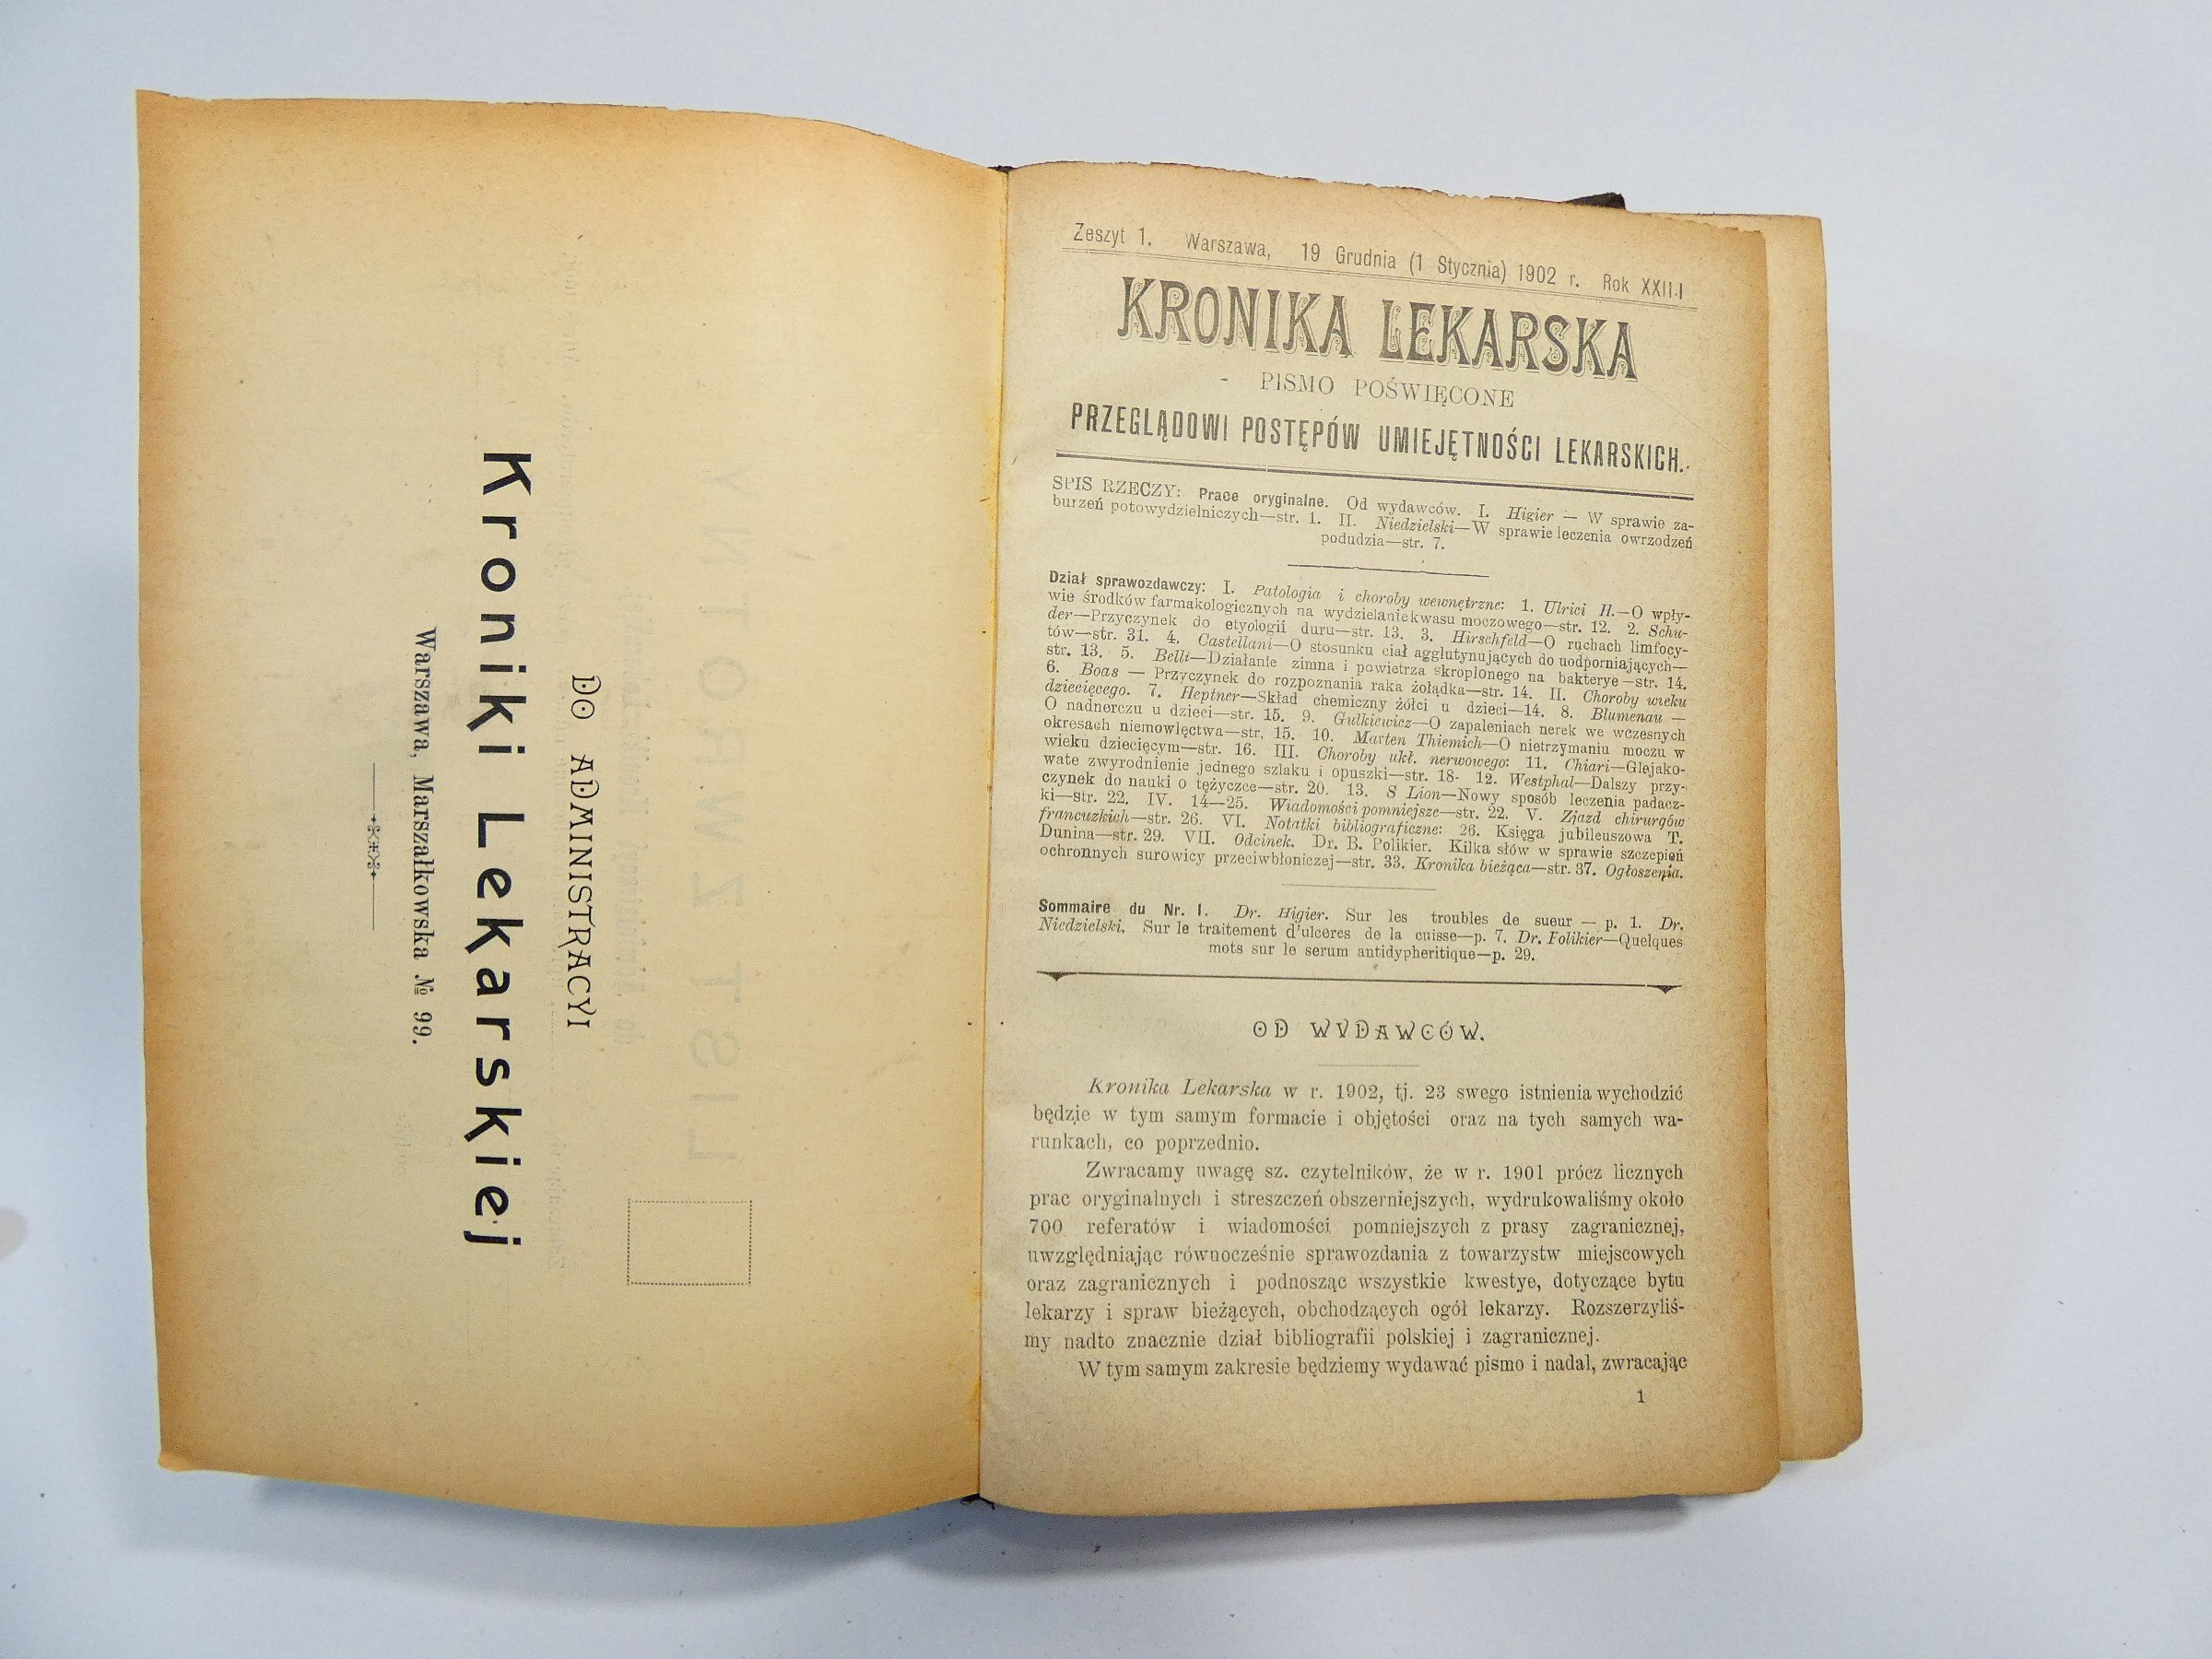 DO ADMINISTRACYI
Kroniki Lekarskiej
Warszawa, Marszałkowska № 99.
LIST ZWROTNY
Zeszyt 1. Warszawa, 19 Grudnia (1 Stycznia) 1902 r. Rok XXIII
KRONIKA LEKARSKA
PISMO POŚWIĘCONE
PRZEGLĄDOWI POSTĘPÓW UMIEJĘTNOŚCI LEKARSKICH.
SPIS RZECZY: Prace oryginalne. Od wydawców. I. Higier — W sprawie za-
burzeń potowydzielniczych—str. 1. II. Niedzielski—W sprawie leczenia owrzodzeń
podudzia—str. 7.
Dział sprawozdawczy: I. Patologia i choroby wewnętrzne: 1. Ulrici H.—O wpły-
wie środków farmakologicznych na wydzielanie kwasu moczowego—str. 12. 2. Schu-
der—Przyczynek do etyologii duru—str. 13. 3. Hirschfeld—O ruchach limfocy-
tów—str. 31. 4. Castellani—O stosunku ciał agglutynujących do uodporniających—
str. 13. 5. Belli—Działanie zimna i powietrza skroplonego na bakterye—str. 14.
6. Boas — Przyczynek do rozpoznania raka żołądka—str. 14. II. Choroby wieku
dziecięcego. 7. Heptner—Skład chemiczny żółci u dzieci—14. 8. Blumenau —
O nadnerczu u dzieci—str. 15. 9. Gulkiewicz—O zapaleniach nerek we wczesnych
okresach niemowlęctwa—str. 15. 10. Marten Thiemich—O nietrzymaniu moczu w
wieku dziecięcym—str. 16. III. Choroby ukł. nerwowego: 11. Chiari—Glejako-
wate zwyrodnienie jednego szlaku i opuszki—str. 18. 12. Westphal—Dalszy przy-
czynek do nauki o tężyczce—str. 20. 13. S Lion—Nowy sposób leczenia padacz-
ki—str. 22. IV. 14—25. Wiadomości pomniejsze—str. 22. V. Zjazd chirurgów
francuzkich—str. 26. VI. Notatki bibliograficzne: 26. Księga jubileuszowa T.
Dunina—str. 29. VII. Odcinek. Dr. B. Polikier. Kilka słów w sprawie szczepień
ochronnych surowicy przeciwbłoniczej—str. 33. Kronika bieżąca—str. 37. Ogłoszenia.
Sommaire du Nr. I. Dr. Higier. Sur les troubles de sueur — p. 1. Dr.
Niedzielski. Sur le traitement d'ulceres de la cuisse—p. 7. Dr. Folikier—Quelques
mots sur le serum antidypheritique—p. 29.
OD WYDAWCÓW.
Kronika Lekarska w r. 1902, tj. 23 swego istnienia wychodzić
będzie w tym samym formacie i objętości oraz na tych samych wa-
runkach, co poprzednio.
Zwracamy uwagę sz. czytelników, że w r. 1901 prócz licznych
prac oryginalnych i streszczeń obszerniejszych, wydrukowaliśmy około
700 referatów i wiadomości pomniejszych z prasy zagranicznej,
uwzględniając równocześnie sprawozdania z towarzystw miejscowych
oraz zagranicznych i podnosząc wszystkie kwestye, dotyczące bytu
lekarzy i spraw bieżących, obchodzących ogół lekarzy. Rozszerzyliś-
my nadto znacznie dział bibliografii polskiej i zagranicznej.
W tym samym zakresie będziemy wydawać pismo i nadal, zwracając
1